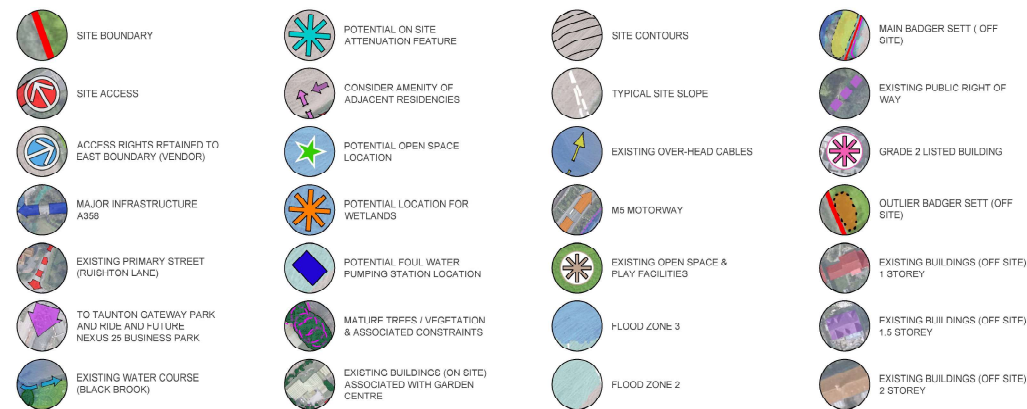 SITE BOUNDARY
SITE ACCESS
ACCESS RIGHTS RETAINED TO
EAST BOUNDARY (VENDOR)
MAJOR INFRASTRUCTURE
A358
EXISTING PRIMARY STREET
(RUISHTON LANE)
TO TAUNTON GATEWAY PARK
AND RIDE AND FUTURE
NEXUS 25 BUSINESS PARK
EXISTING WATER COURSE
(BLACK BROOK)
POTENTIAL ON SITE
ATTENUATION FEATURE
CONSIDER AMENITY OF
ADJACENT RESIDENCIES
POTENTIAL OPEN SPACE
LOCATION
POTENTIAL LOCATION FOR
WETLANDS
POTENTIAL FOUL WATER
PUMPING STATION LOCATION
MATURE TREES / VEGETATION
& ASSOCIATED CONSTRAINTS
EXISTING BUILDINGS (ON SITE)
ASSOCIATED WITH GARDEN
CENTRE
SITE CONTOURS
TYPICAL SITE SLOPE
EXISTING OVER-HEAD CABLES
M5 MOTORWAY
EXISTING OPEN SPACE &
PLAY FACILITIES
FLOOD ZONE 3
FLOOD ZONE 2
MAIN BADGER SETT ( OFF
SITE)
EXISTING PUBLIC RIGHT OF
WAY
GRADE 2 LISTED BUILDING
OUTLIER BADGER SETT (OFF
SITE)
EXISTING BUILDINGS (OFF SITE)
1 STOREY
EXISTING BUILDINGS (OFF SITE)
1.5 STOREY
EXISTING BUILDINGS (OFF SITE)
2 STOREY